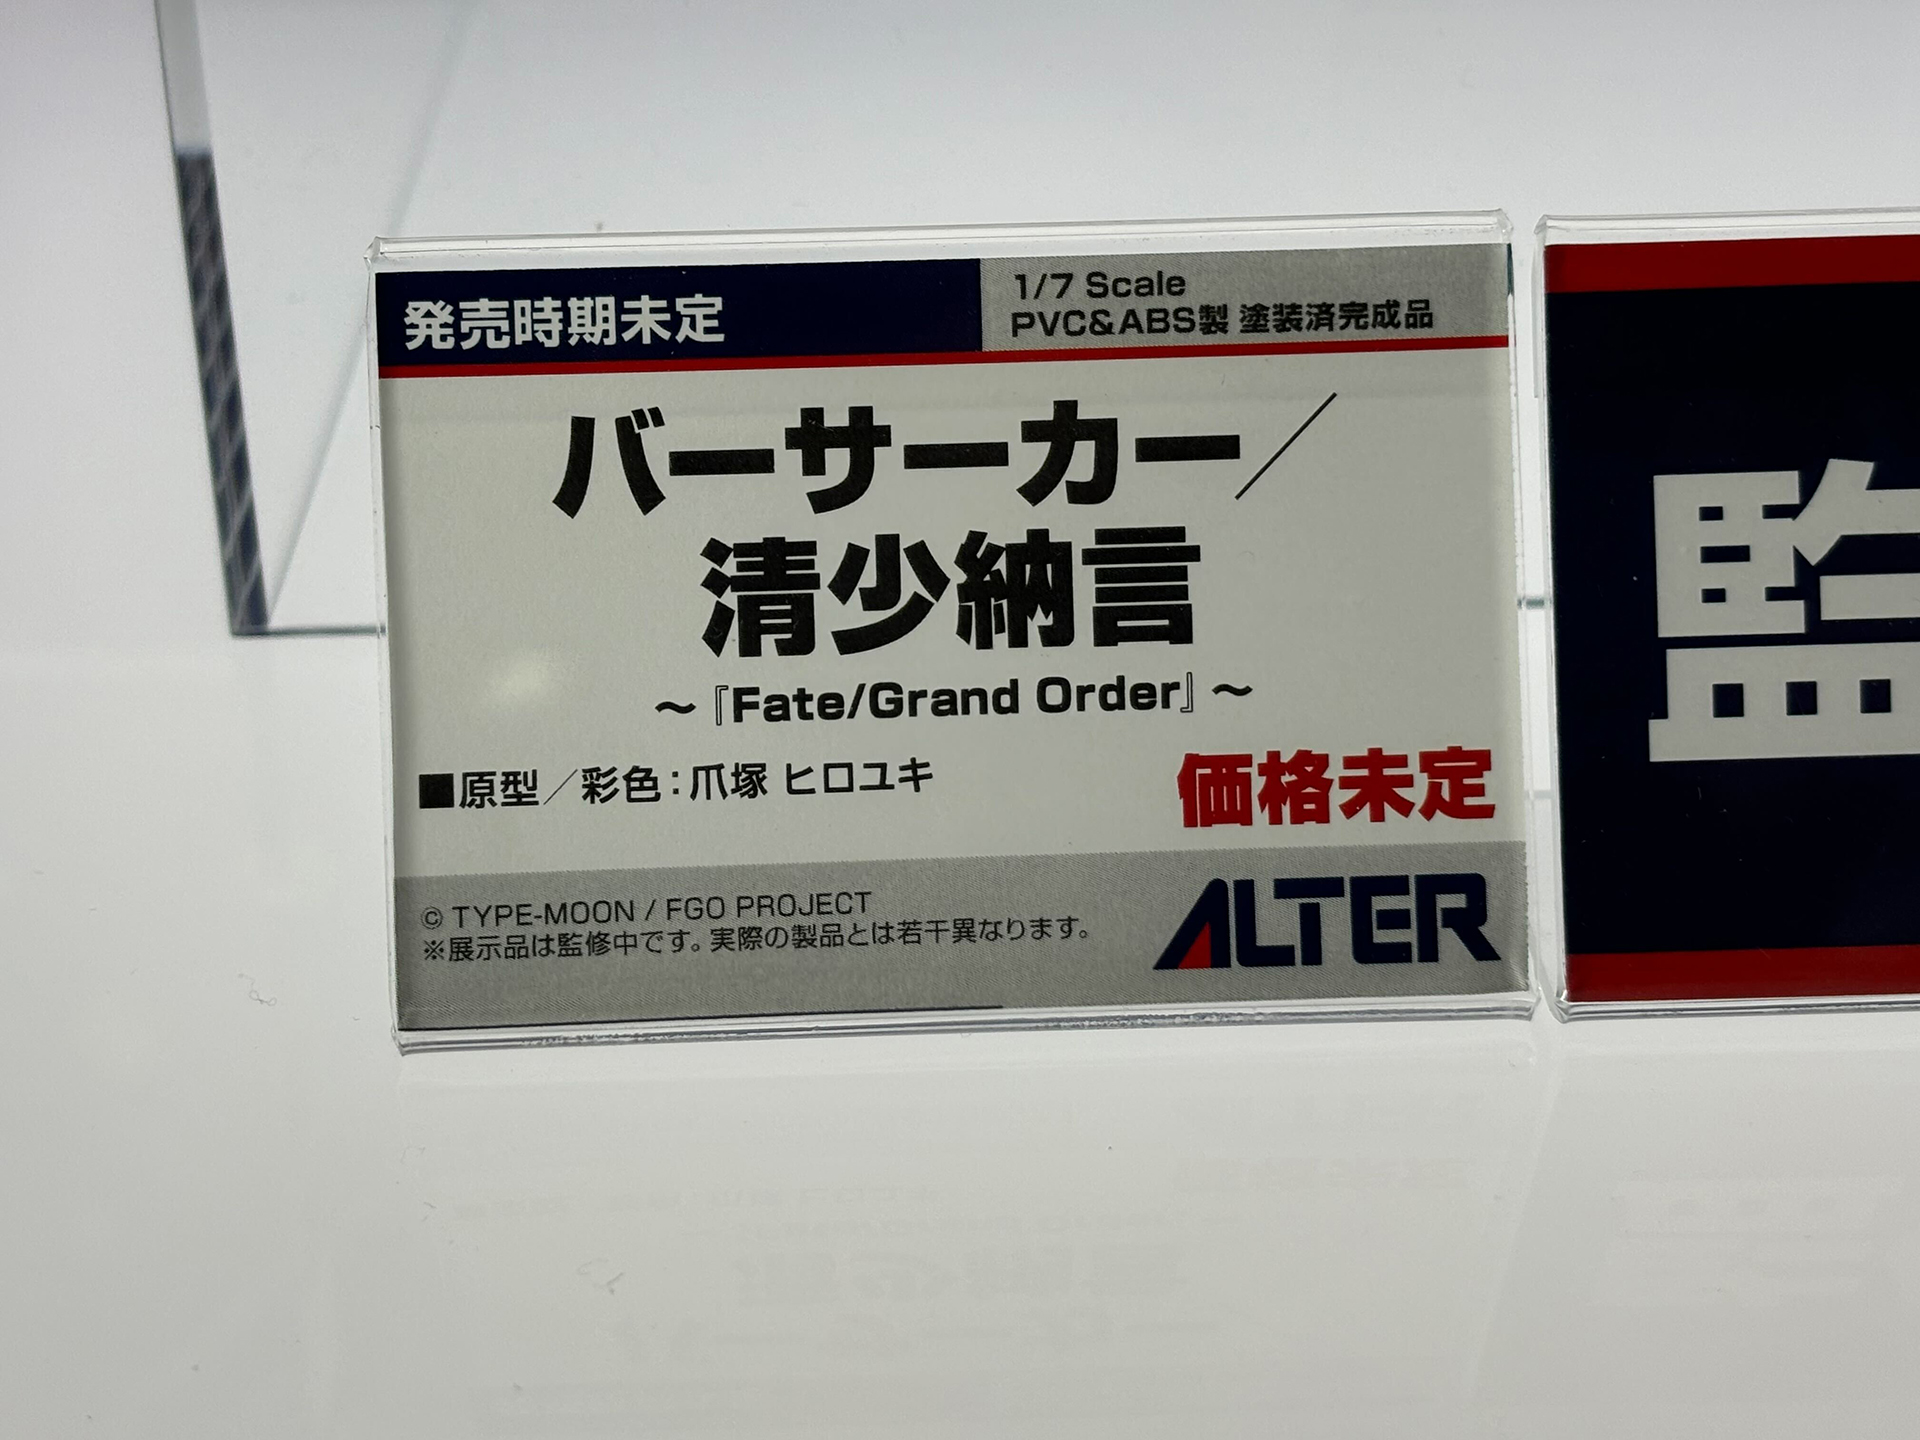 発売時期未定
1/7 Scale
PVC&ABS製 塗装済完成品
バーサーカー／
清少納言
～『Fate/Grand Order』～
■原型／彩色：爪塚 ヒロユキ
価格未定
© TYPE-MOON / FGO PROJECT
※展示品は監修中です。実際の製品とは若干異なります。
ALTER
監